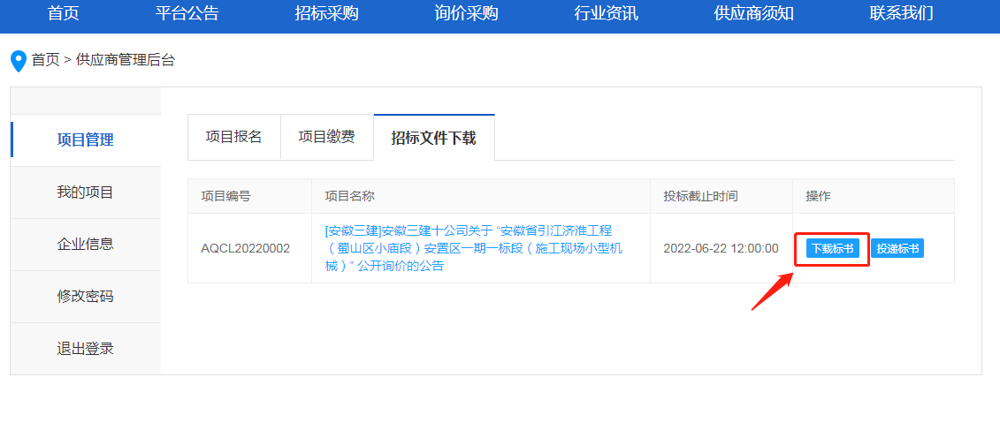 首页 平台公告 招标采购 询价采购 行业资讯 供应商须知 联系我们
首页 > 供应商管理后台
项目管理
我的项目
企业信息
修改密码
退出登录
项目报名 项目缴费 招标文件下载
项目编号 项目名称 投标截止时间 操作
AQCL20220002
[安徽三建]安徽三建十公司关于 “安徽省引江济淮工程
（蜀山区小庙段）安置区一期一标段（施工现场小型机
械）” 公开询价的公告
2022-06-22 12:00:00
下载标书 投递标书